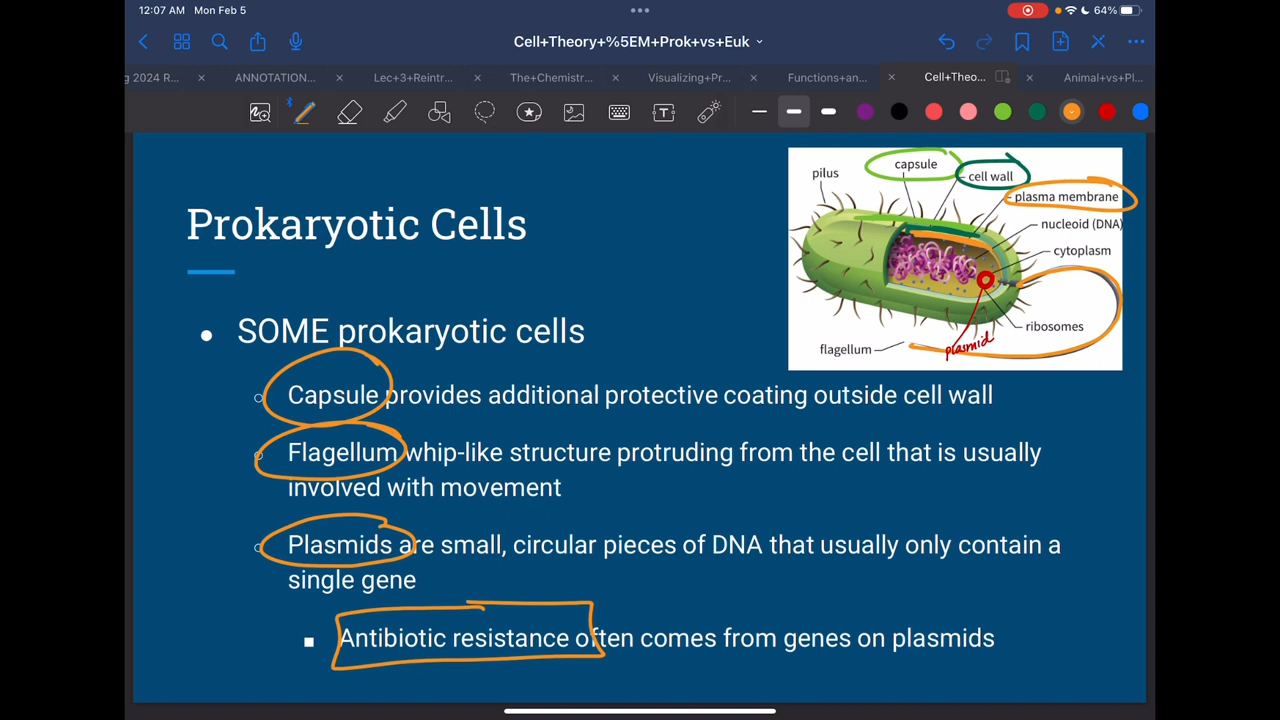 12:07 AM Mon Feb 5
64%
Cell+Theory+%5EM+Prok+vs+Euk
g 2024 R...
ANNOTATION...
Lec+3+Reintr...
The+Chemistr...
Visualizing+Pr...
Functions+an...
Cell+Theo...
Animal+vs+Pl...
Prokaryotic Cells
pilus
capsule
cell wall
plasma membrane
nucleoid (DNA)
cytoplasm
ribosomes
plasmid
flagellum
SOME prokaryotic cells
Capsule provides additional protective coating outside cell wall
Flagellum whip-like structure protruding from the cell that is usually
involved with movement
Plasmids are small, circular pieces of DNA that usually only contain a
single gene
Antibiotic resistance often comes from genes on plasmids